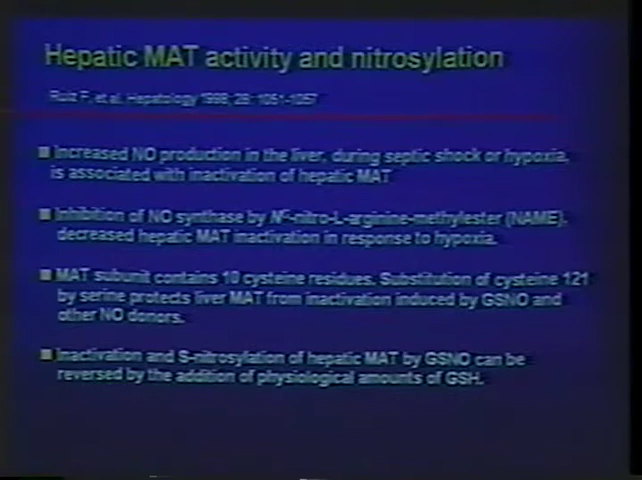 Hepatic MAT activity and nitrosylation
Ruiz F. et al. Hepatology 1998; 28: 1051-1057
Increased NO production in the liver, during septic shock or hypoxia,
is associated with inactivation of hepatic MAT
Inhibition of NO synthase by Nᴳ-nitro-L-arginine-methylester (NAME),
decreased hepatic MAT inactivation in response to hypoxia.
MAT subunit contains 10 cysteine residues. Substitution of cysteine 121
by serine protects liver MAT from inactivation induced by GSNO and
other NO donors.
Inactivation and S-nitrosylation of hepatic MAT by GSNO can be
reversed by the addition of physiological amounts of GSH.